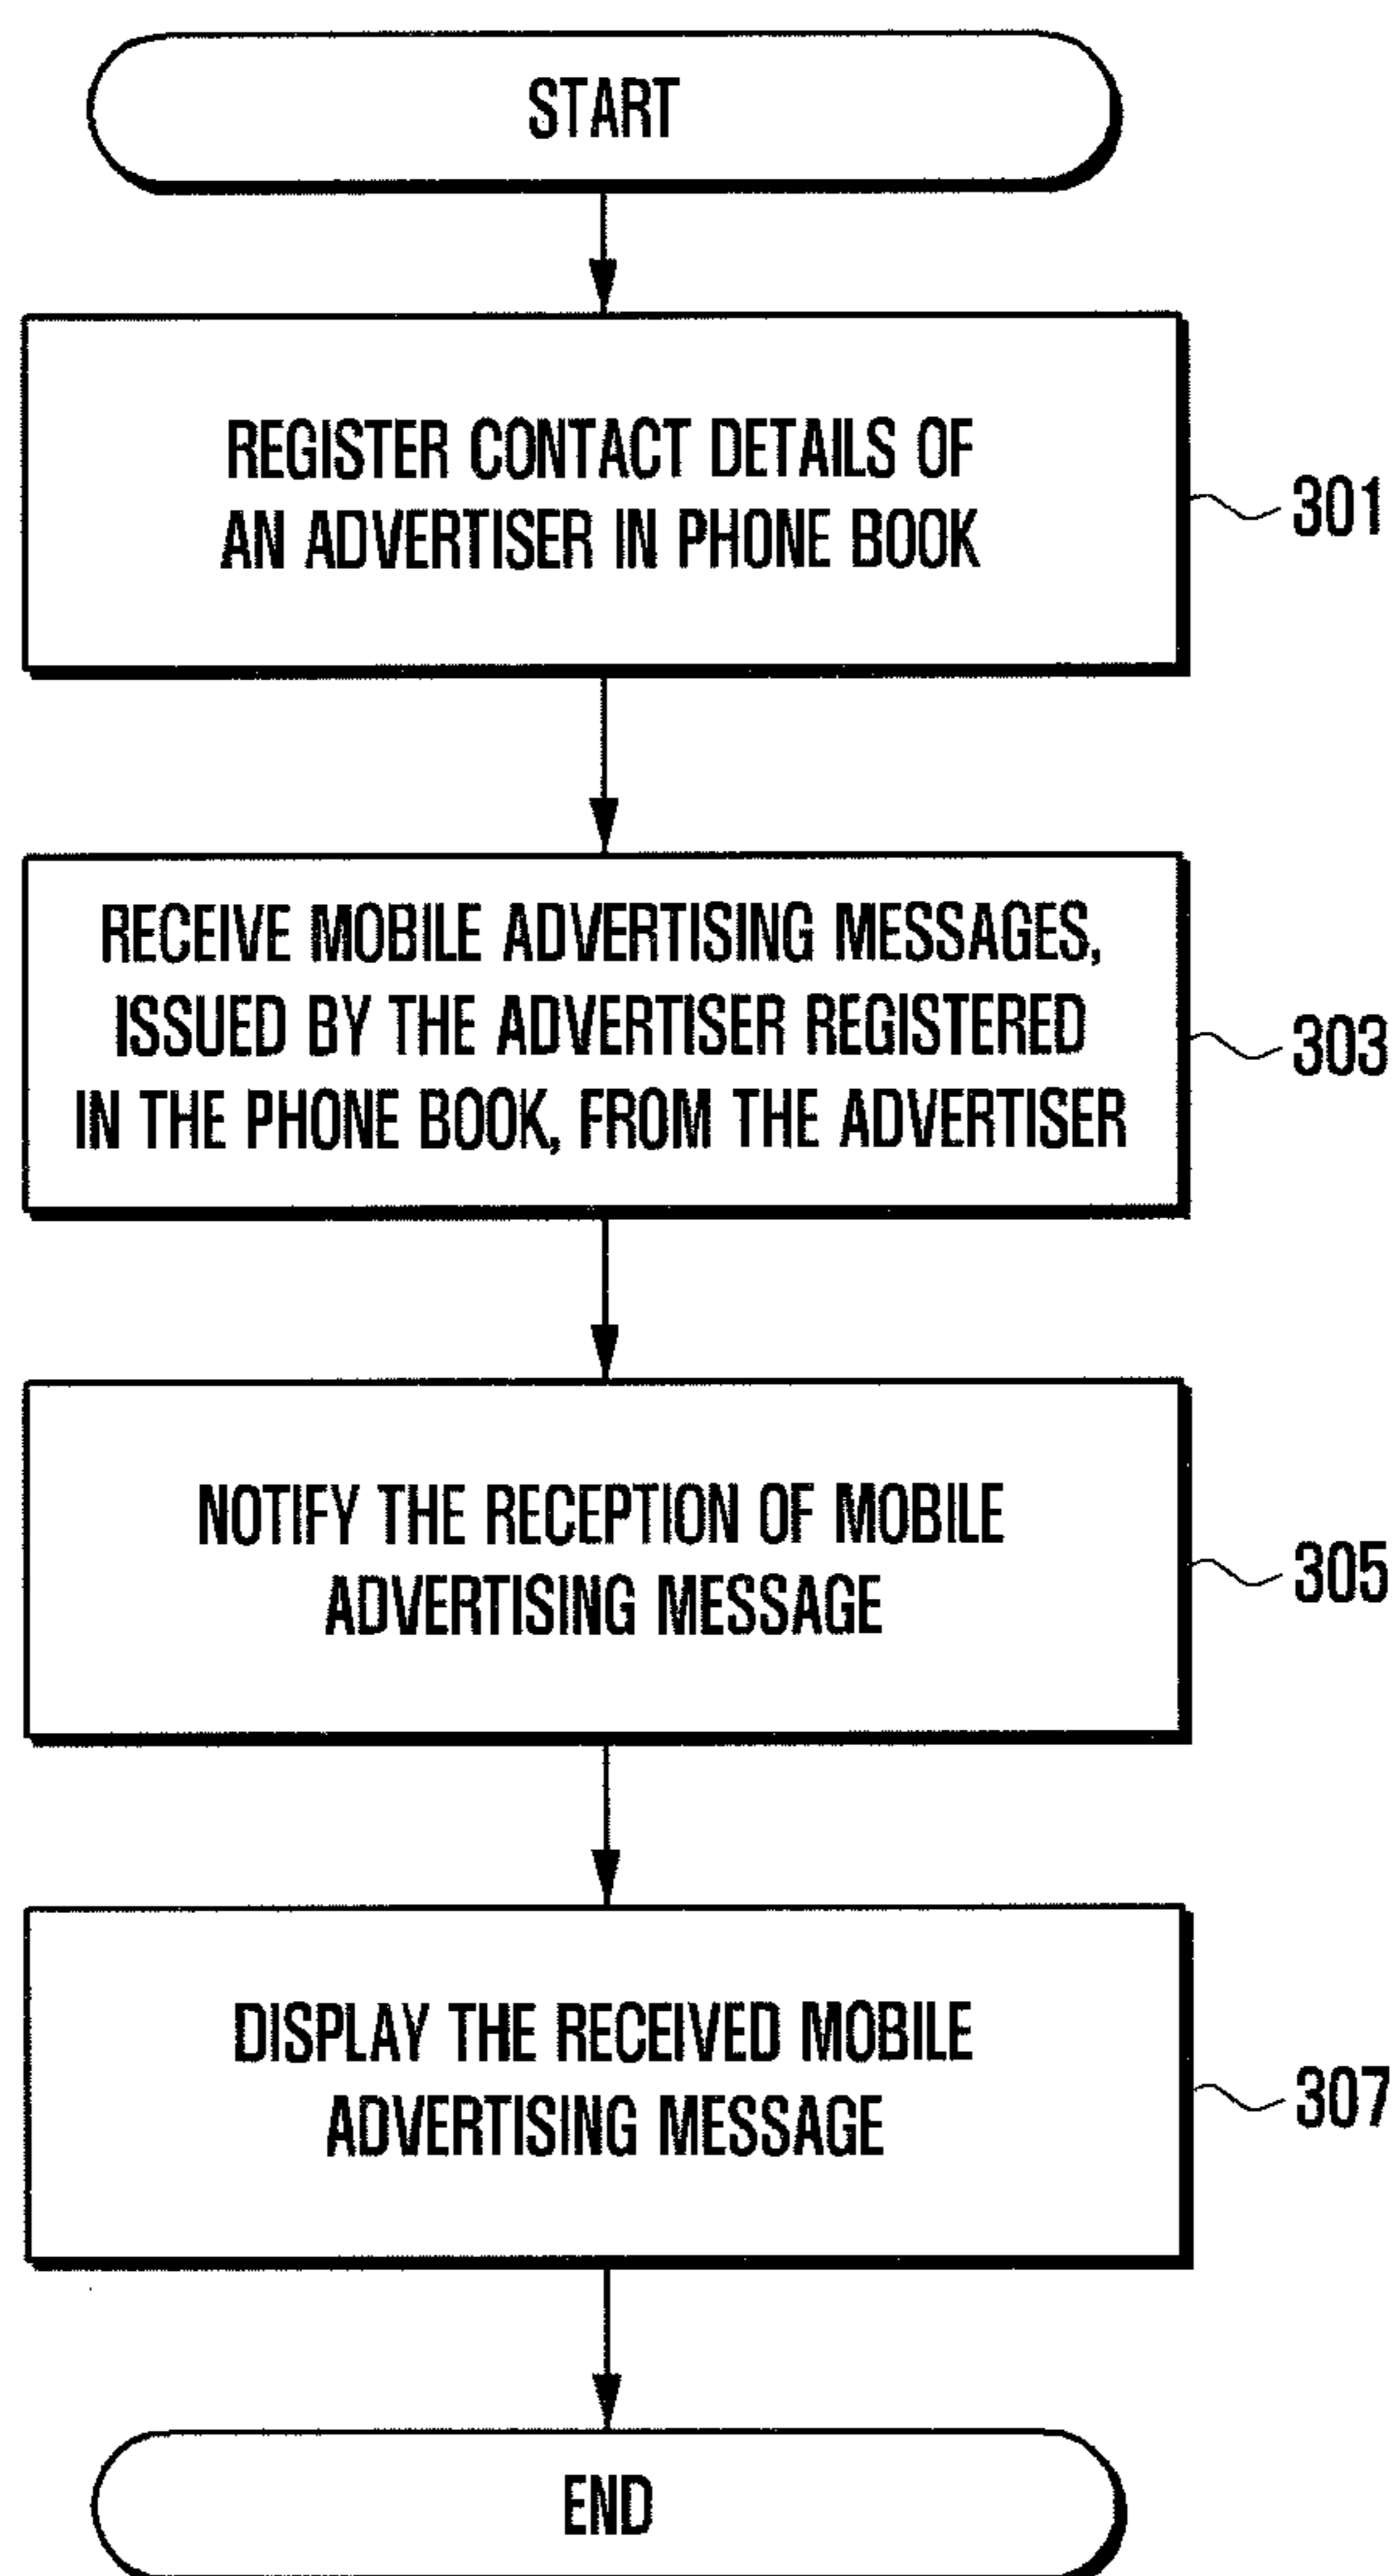 START
REGISTER CONTACT DETAILS OF
AN ADVERTISER IN PHONE BOOK
301
RECEIVE MOBILE ADVERTISING MESSAGES,
ISSUED BY THE ADVERTISER REGISTERED
IN THE PHONE BOOK, FROM THE ADVERTISER
303
NOTIFY THE RECEPTION OF MOBILE
ADVERTISING MESSAGE
305
DISPLAY THE RECEIVED MOBILE
ADVERTISING MESSAGE
307
END